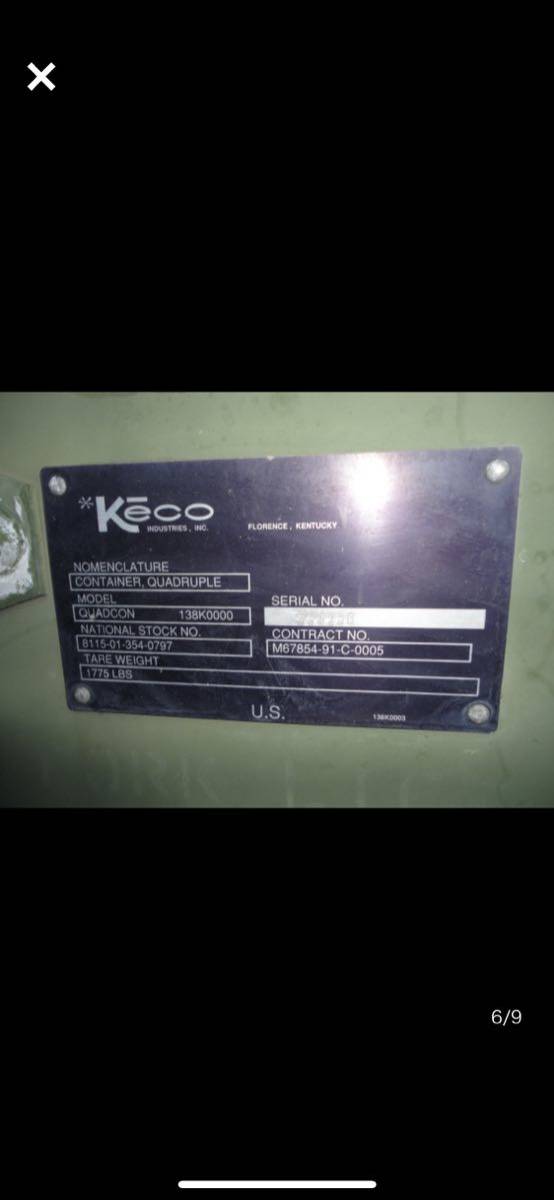 *Kēco
INDUSTRIES, INC.
FLORENCE, KENTUCKY
NOMENCLATURE
CONTAINER, QUADRUPLE
MODEL
QUADCON 138K0000
SERIAL NO.
NATIONAL STOCK NO.
8115-01-354-0797
CONTRACT NO.
M67854-91-C-0005
TARE WEIGHT
1775 LBS
U.S.
138K0003
6/9